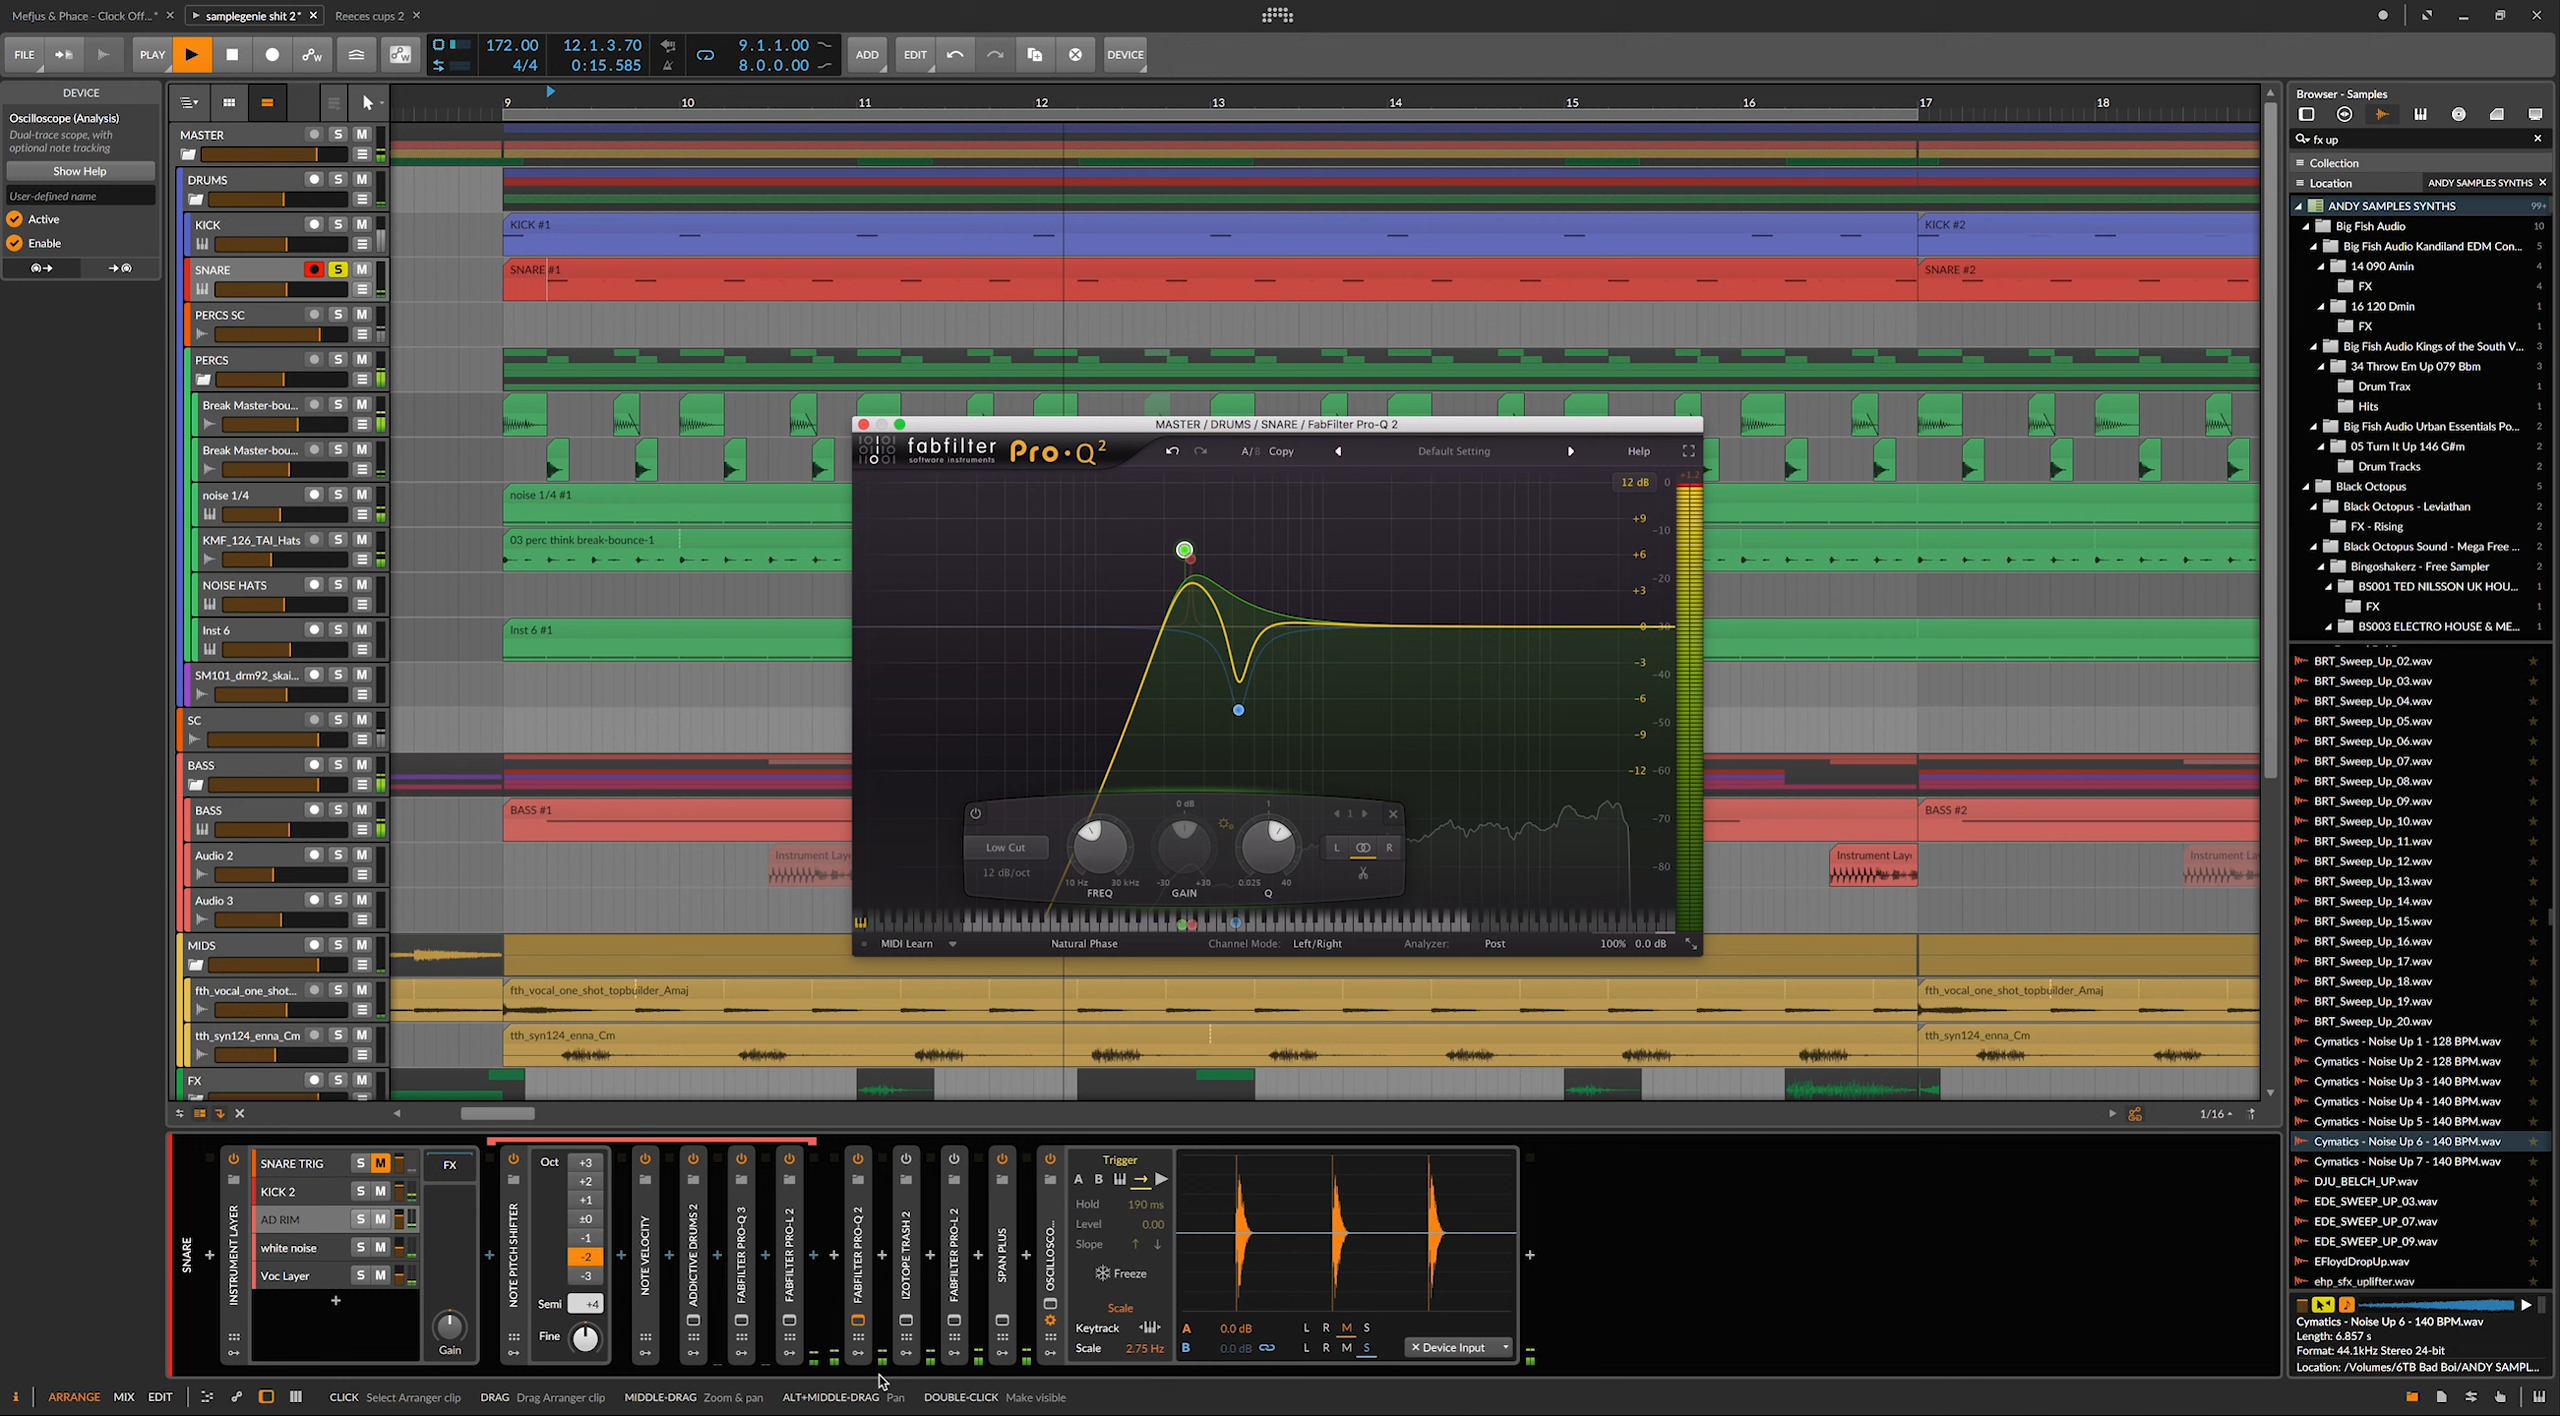 Mefjus & Phace - Clock Off...* ×
samplegenie shit 2* ×
Reeces cups 2 ×
FILE
PLAY
172.00
4/4
12.1.3.70
0:15.585
9.1.1.00
8.0.0.00
ADD
EDIT
DEVICE
DEVICE
Oscilloscope (Analysis)
Dual-trace scope, with
optional note tracking
Show Help
User-defined name
Active
Enable
9 10 11 12 13 14 15 16 17 18
MASTER S M
DRUMS S M
KICK S M
KICK #1
KICK #2
SNARE S M
SNARE #1
SNARE #2
PERCS SC S M
PERCS S M
Break Master-bou... S M
Break Master-bou... S M
noise 1/4 S M
noise 1/4 #1
KMF_126_TAI_Hats S M
03 perc think break-bounce-1
NOISE HATS S M
Inst 6 S M
Inst 6 #1
SM101_drm92_skai... S M
SC S M
BASS S M
BASS S M
BASS #1
BASS #2
Audio 2 S M
Instrument Laye
Instrument Layı
Instrument La
Audio 3 S M
MIDS S M
fth_vocal_one_shot... S M
fth_vocal_one_shot_topbuilder_Amaj
fth_vocal_one_shot_topbuilder_Amaj
tth_syn124_enna_Cm S M
tth_syn124_enna_Cm
tth_syn124_enna_Cm
FX S M
1/16
MASTER / DRUMS / SNARE / FabFilter Pro-Q 2
fabfilter
software instruments
Pro·Q²
A/B Copy
Default Setting
Help
12 dB 0 +1.2
+9 -10
+6
+3 -20
0 -30
-3 -40
-6 -50
-9
-12 -60
-70
-80
Low Cut
12 dB/oct
10 Hz 30 kHz
FREQ
0 dB
-30 +30
GAIN
1
0.025 40
Q
1
L R
MIDI Learn
Natural Phase
Channel Mode: Left/Right
Analyzer: Post
100% 0.0 dB
Browser - Samples
fx up
Collection
Location
ANDY SAMPLES SYNTHS ×
ANDY SAMPLES SYNTHS 99+
Big Fish Audio 10
Big Fish Audio Kandiland EDM Con... 5
14 090 Amin 4
FX 4
16 120 Dmin 1
FX 1
Big Fish Audio Kings of the South V... 3
34 Throw Em Up 079 Bbm 3
Drum Trax 1
Hits 1
Big Fish Audio Urban Essentials Po... 2
05 Turn It Up 146 G#m 2
Drum Tracks 2
Black Octopus 5
Black Octopus - Leviathan 2
FX - Rising 2
Black Octopus Sound - Mega Free ... 2
Bingoshakerz - Free Sampler 2
BS001 TED NILSSON UK HOU... 1
FX 1
BS003 ELECTRO HOUSE & ME... 1
BRT_Sweep_Up_02.wav
BRT_Sweep_Up_03.wav
BRT_Sweep_Up_04.wav
BRT_Sweep_Up_05.wav
BRT_Sweep_Up_06.wav
BRT_Sweep_Up_07.wav
BRT_Sweep_Up_08.wav
BRT_Sweep_Up_09.wav
BRT_Sweep_Up_10.wav
BRT_Sweep_Up_11.wav
BRT_Sweep_Up_12.wav
BRT_Sweep_Up_13.wav
BRT_Sweep_Up_14.wav
BRT_Sweep_Up_15.wav
BRT_Sweep_Up_16.wav
BRT_Sweep_Up_17.wav
BRT_Sweep_Up_18.wav
BRT_Sweep_Up_19.wav
BRT_Sweep_Up_20.wav
Cymatics - Noise Up 1 - 128 BPM.wav
Cymatics - Noise Up 2 - 128 BPM.wav
Cymatics - Noise Up 3 - 140 BPM.wav
Cymatics - Noise Up 4 - 140 BPM.wav
Cymatics - Noise Up 5 - 140 BPM.wav
Cymatics - Noise Up 6 - 140 BPM.wav
Cymatics - Noise Up 7 - 140 BPM.wav
DJU_BELCH_UP.wav
EDE_SWEEP_UP_03.wav
EDE_SWEEP_UP_07.wav
EDE_SWEEP_UP_09.wav
EFloydDropUp.wav
ehp_sfx_uplifter.wav
Cymatics - Noise Up 6 - 140 BPM.wav
Length: 6.857 s
Format: 44.1kHz Stereo 24-bit
Location: /Volumes/6TB Bad Boi/ANDY SAMPL...
SNARE
INSTRUMENT LAYER
SNARE TRIG S M
KICK 2 S M
AD RIM S M
white noise S M
Voc Layer S M
+
FX
Gain
NOTE PITCH SHIFTER
Oct +3
+2
+1
±0
-1
-2
-3
Semi +4
Fine
NOTE VELOCITY
ADDICTIVE DRUMS 2
FABFILTER PRO-Q 3
FABFILTER PRO-L 2
FABFILTER PRO-Q 2
IZOTOPE TRASH 2
FABFILTER PRO-L 2
SPAN PLUS
OSCILLOSCO...
Trigger
A B
Hold 190 ms
Level 0.00
Slope ↑ ↓
Freeze
Scale
Keytrack
Scale 2.75 Hz
A 0.0 dB L R M S
B 0.0 dB L R M S
× Device Input
i ARRANGE MIX EDIT
CLICK Select Arranger clip DRAG Drag Arranger clip MIDDLE-DRAG Zoom & pan ALT+MIDDLE-DRAG Pan DOUBLE-CLICK Make visible